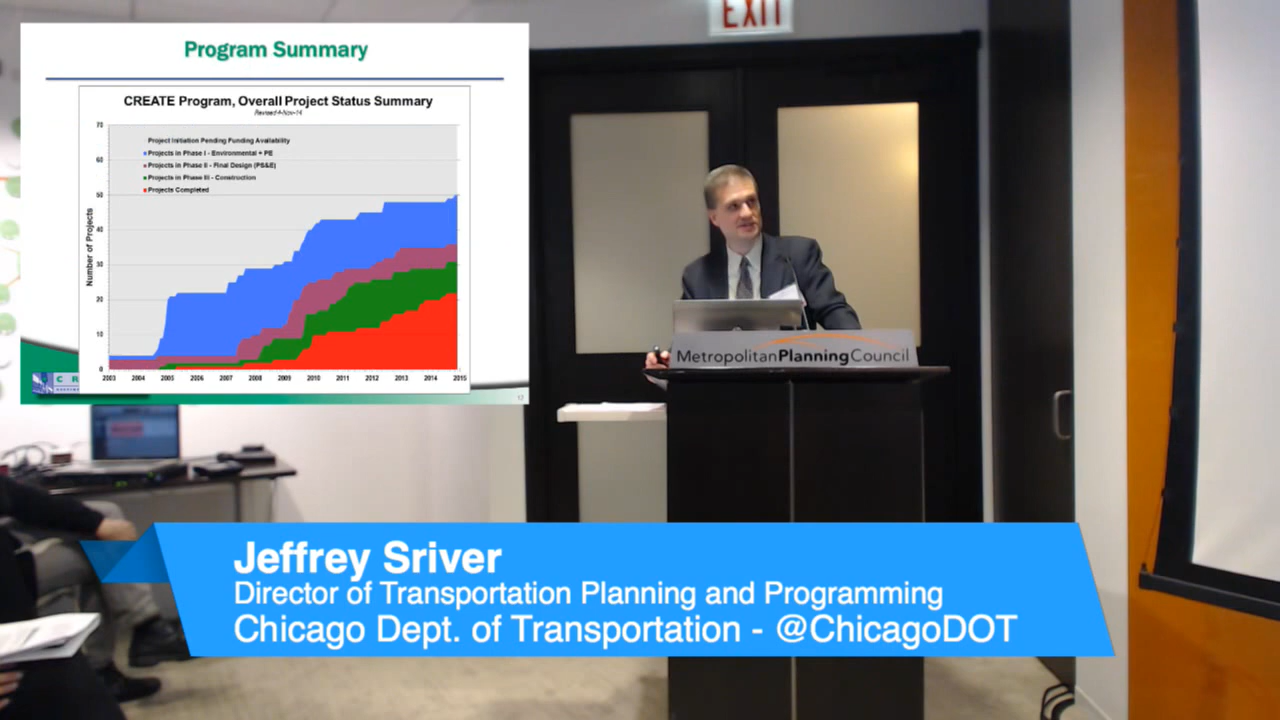 EXIT
Program Summary
CREATE Program, Overall Project Status Summary
Revised 4-Nov-14
Number of Projects
70
60
50
40
30
20
10
0
Project Initiation Pending Funding Availability
Projects in Phase I - Environmental + PE
Projects in Phase II - Final Design (PS&E)
Projects in Phase III - Construction
Projects Completed
2003 2004 2005 2006 2007 2008 2009 2010 2011 2012 2013 2014 2015
C R
12
MetropolitanPlanningCouncil
Jeffrey Sriver
Director of Transportation Planning and Programming
Chicago Dept. of Transportation - @ChicagoDOT